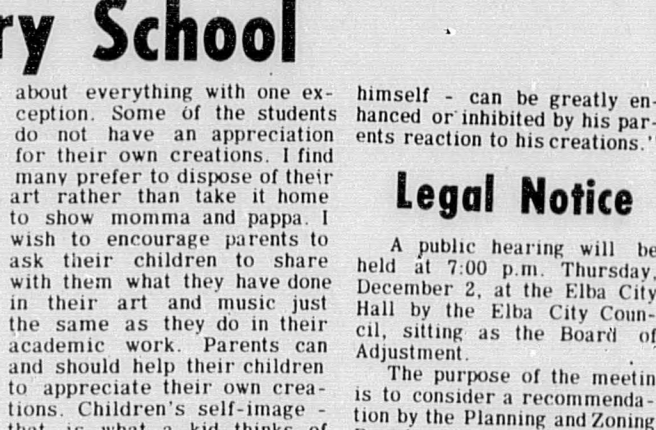 ry School
about everything with one ex-
ception. Some of the students
do not have an appreciation
for their own creations. I find
many prefer to dispose of their
art rather than take it home
to show momma and pappa. I
wish to encourage parents to
ask their children to share
with them what they have done
in their art and music just
the same as they do in their
academic work. Parents can
and should help their children
to appreciate their own crea-
tions. Children's self-image -
that is what a kid thinks of
himself - can be greatly en-
hanced or inhibited by his par-
ents reaction to his creations.'
Legal Notice
A public hearing will be
held at 7:00 p.m. Thursday,
December 2, at the Elba City
Hall by the Elba City Coun-
cil, sitting as the Board of
Adjustment.
The purpose of the meetin
is to consider a recommenda-
tion by the Planning and Zoning